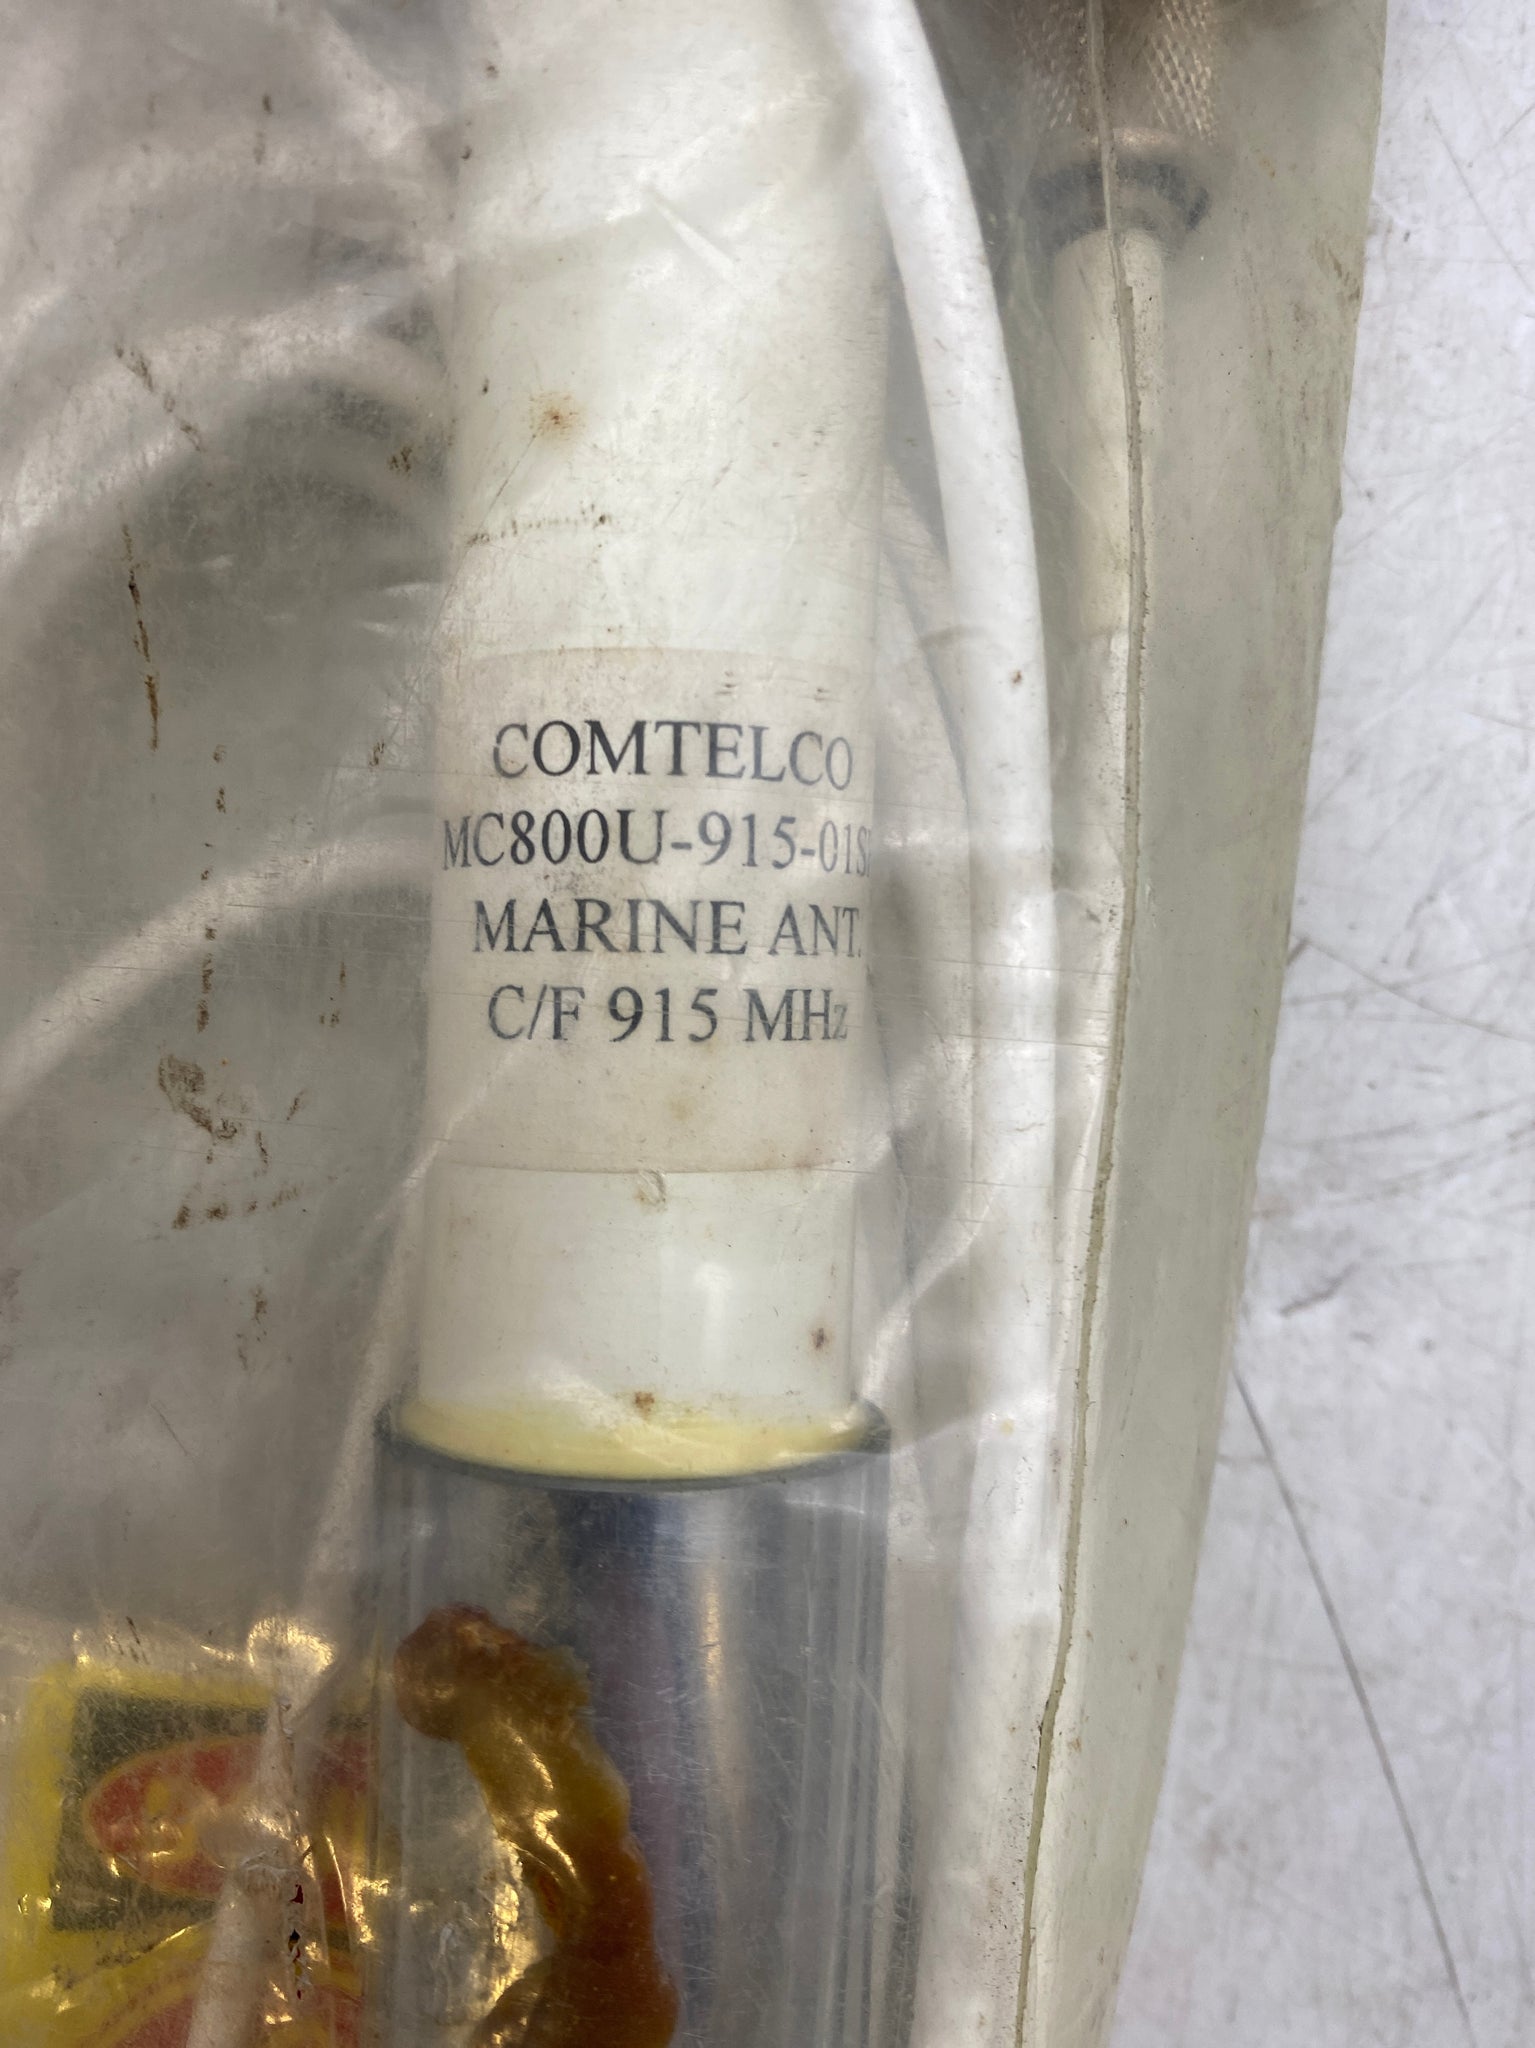 COMTELCO
MC800U-915-01S
MARINE ANT.
C/F 915 MHz